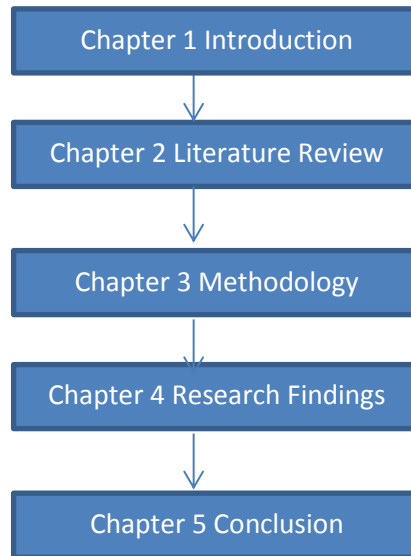 Chapter 1 Introduction
Chapter 2 Literature Review
Chapter 3 Methodology
Chapter 4 Research Findings
Chapter 5 Conclusion